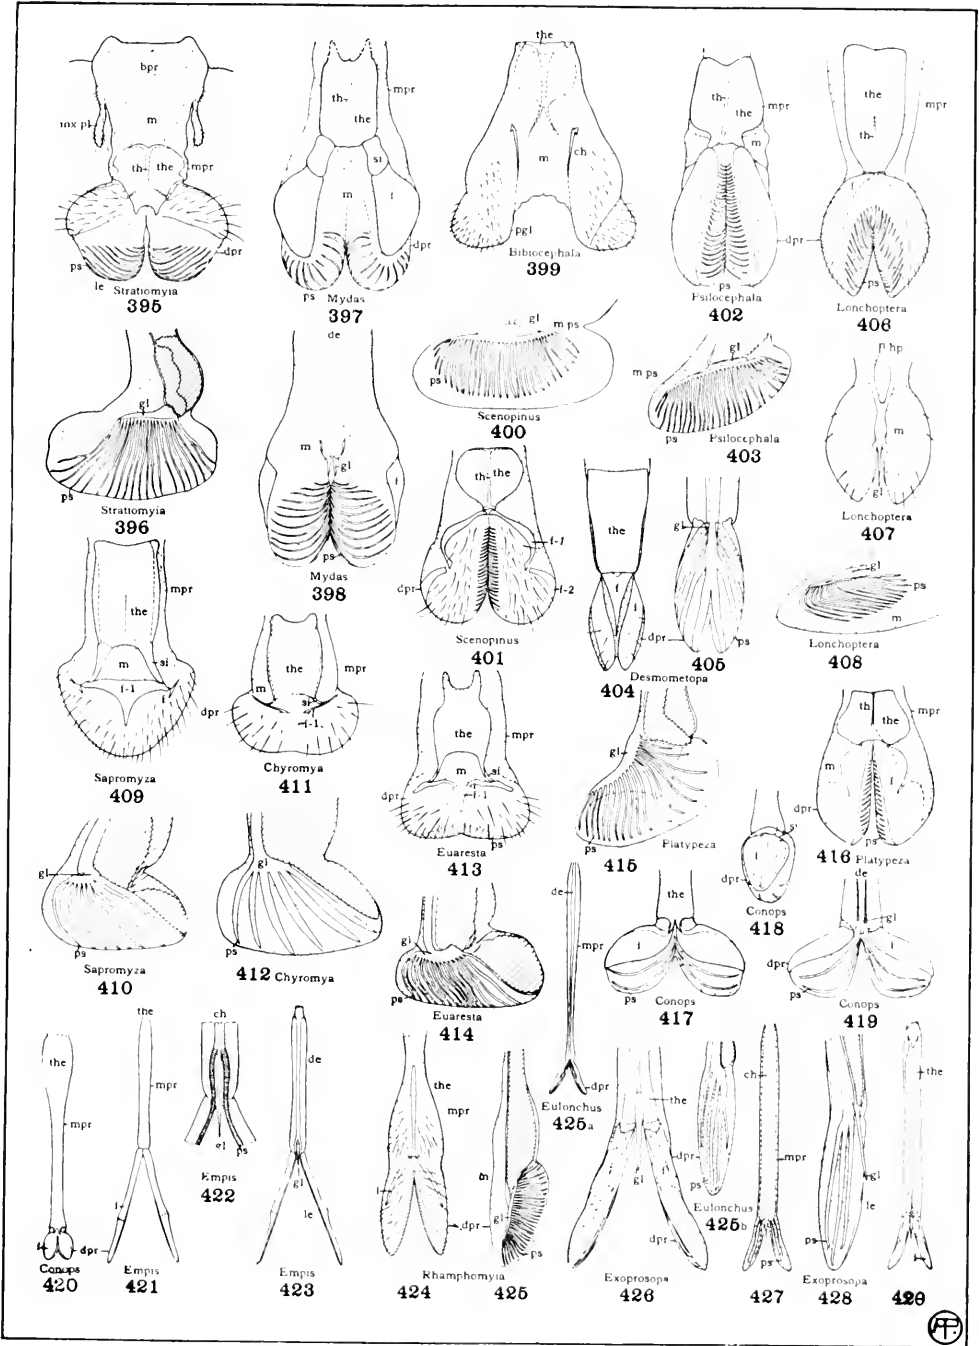 bpr
m
th
the
mpr
dpr
ps
le
Stratiomyia
395
th
the
mpr
si
m
f
dpr
ps
Mydas
397
the
m
ch
pgl
Bibiocephala
399
th
the
mpr
m
dpr
ps
Psilocephala
402
the
mpr
th
ps
Lonchoptera
406
gl
ps
Stratiomyia
396
de
m
gl
f
ps
Mydas
398
gl
m ps
ps
Scenopinus
400
gl
m ps
ps
Psilocephala
403
hp
m
gl
Lonchoptera
407
th
the
f-1
f-2
dpr
Scenopinus
401
the
f
f
dpr
404
gl
ps
405
Desmometopa
gl
ps
m
Lonchoptera
408
mpr
the
m
si
f-1
f
dpr
Sapromyza
409
the
mpr
m
si
f-1
Chyromya
411
the
mpr
m
si
f-1
dpr
ps
Euaresta
413
gl
ps
Platypeza
415
th
the
mpr
m
f
dpr
ps
416 Platypeza
gl
ps
Sapromyza
410
gl
ps
412 Chyromya
gl
ps
Euaresta
414
de
mpr
dpr
Eulonchus
425a
the
f
ps
Conops
417
si
f
dpr
Conops
418
de
gl
f
dpr
ps
Conops
419
the
mpr
dpr
Conops
420
the
mpr
f
Empis
421
ch
gl
ps
Empis
422
de
gl
le
Empis
423
the
mpr
f
dpr
424
gl
ps
425
Rhamphomyia
the
gl
dpr
Exoprosopa
426
dpr
ps
Eulonchus
425b
ch
mpr
ps
427
gl
le
ps
Exoprosopa
428
the